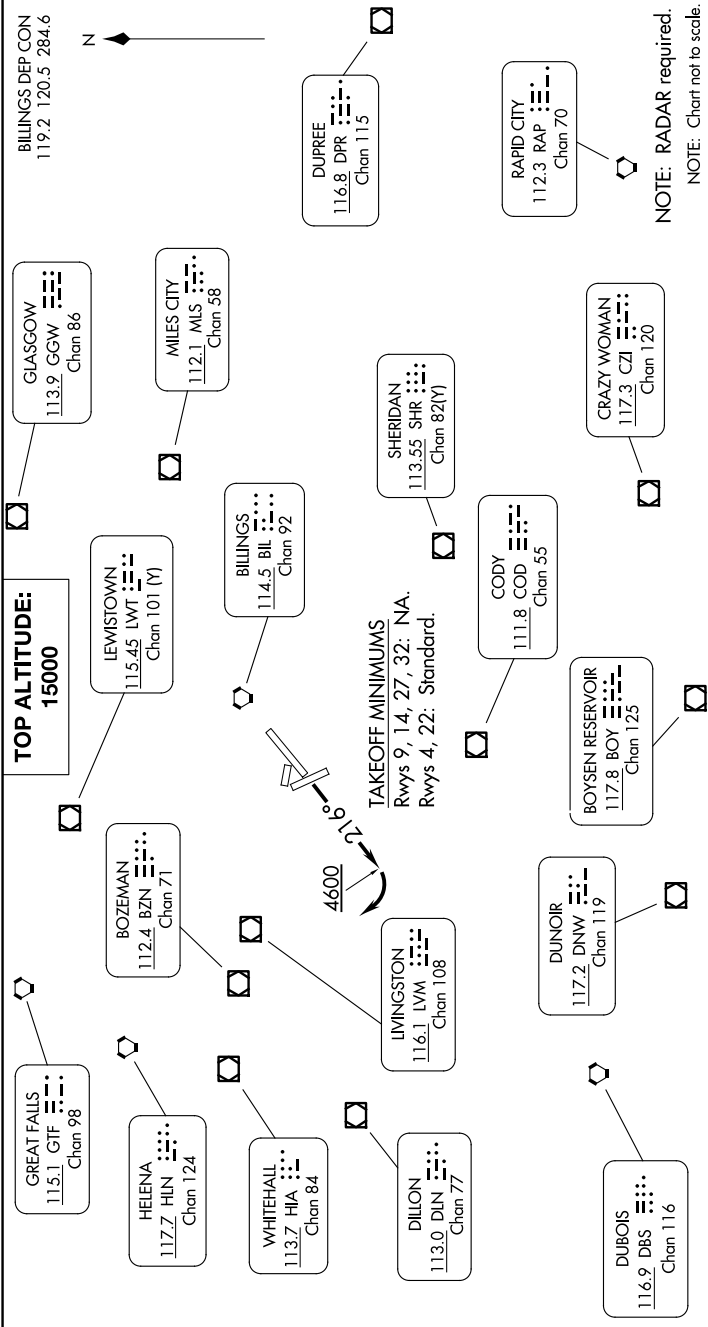 BILLINGS DEP CON
119.2 120.5 284.6
N
TOP ALTITUDE:
15000
GLASGOW
113.9 GGW
Chan 86
GREAT FALLS
115.1 GTF
Chan 98
LEWISTOWN
115.45 LWT
Chan 101 (Y)
MILES CITY
112.1 MLS
Chan 58
HELENA
117.7 HLN
Chan 124
BOZEMAN
112.4 BZN
Chan 71
BILLINGS
114.5 BIL
Chan 92
DUPREE
116.8 DPR
Chan 115
WHITEHALL
113.7 HIA
Chan 84
216°
4600
LIVINGSTON
116.1 LVM
Chan 108
TAKEOFF MINIMUMS
Rwys 9, 14, 27, 32: NA.
Rwys 4, 22: Standard.
SHERIDAN
113.55 SHR
Chan 82(Y)
DILLON
113.0 DLN
Chan 77
CODY
111.8 COD
Chan 55
RAPID CITY
112.3 RAP
Chan 70
DUNOIR
117.2 DNW
Chan 119
BOYSEN RESERVOIR
117.8 BOY
Chan 125
CRAZY WOMAN
117.3 CZI
Chan 120
DUBOIS
116.9 DBS
Chan 116
NOTE: RADAR required.
NOTE: Chart not to scale.